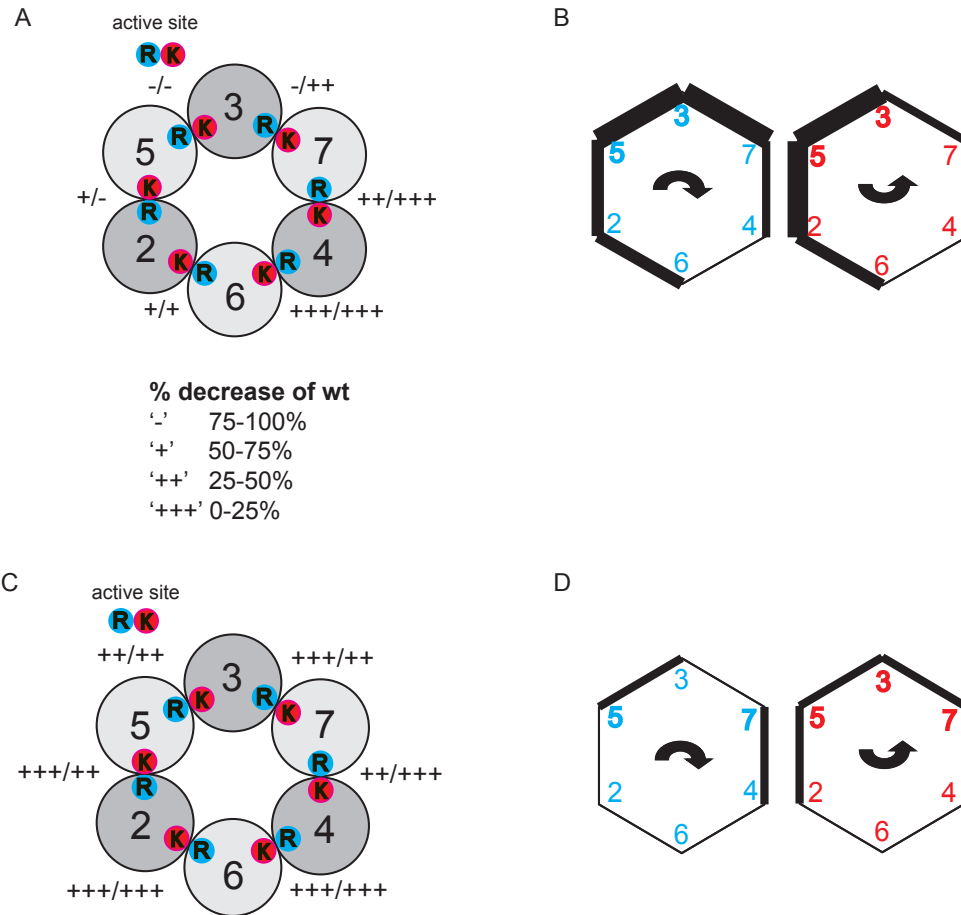 A
active site
R K
-/-
3
-/++
R
K
K
R
5
7
K
R
+/-
++/+++
R
K
2
4
K
R
K
R
6
+/+
+++/+++
% decrease of wt
'-' 75-100%
'+' 50-75%
'++' 25-50%
'+++' 0-25%
B
3
5
7
2
4
6
3
5
7
2
4
6
C
active site
R K
++/++
3
+++/++
R
K
R
K
5
7
K
R
+++/++
++/+++
R
K
2
4
K
R
K
R
6
+++/+++
+++/+++
D
3
5
7
2
4
6
3
5
7
2
4
6